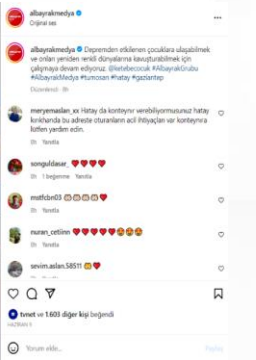 albayrakmedya
Orijinal ses
albayrakmedya Depremden etkilenen çocuklara ulaşabilmek
ve onları yeniden renkli dünyalarına kavuşturabilmek için
çalışmaya devam ediyoruz. @ketebecocuk #AlbayrakGrubu
#AlbayrakMedya #tumosan #hatay #gaziantep
Düzenlendi
meryemaslan_xx Hatay da konteynır verebiliyormusunuz hatay
kırıkhanda bu adreste oturanların acil ihtiyaçları var konteynıra
lütfen yardım edin.
Yanıtla
songuldasar_ ❤❤❤❤
1 beğenme Yanıtla
mstfcbn03
Yanıtla
nuran_cetiinn ❤❤❤❤❤😍😍😍
Yanıtla
sevim.aslan.58511
tvnet ve 1.603 diğer kişi beğendi
Yorum ekle...
Paylaş